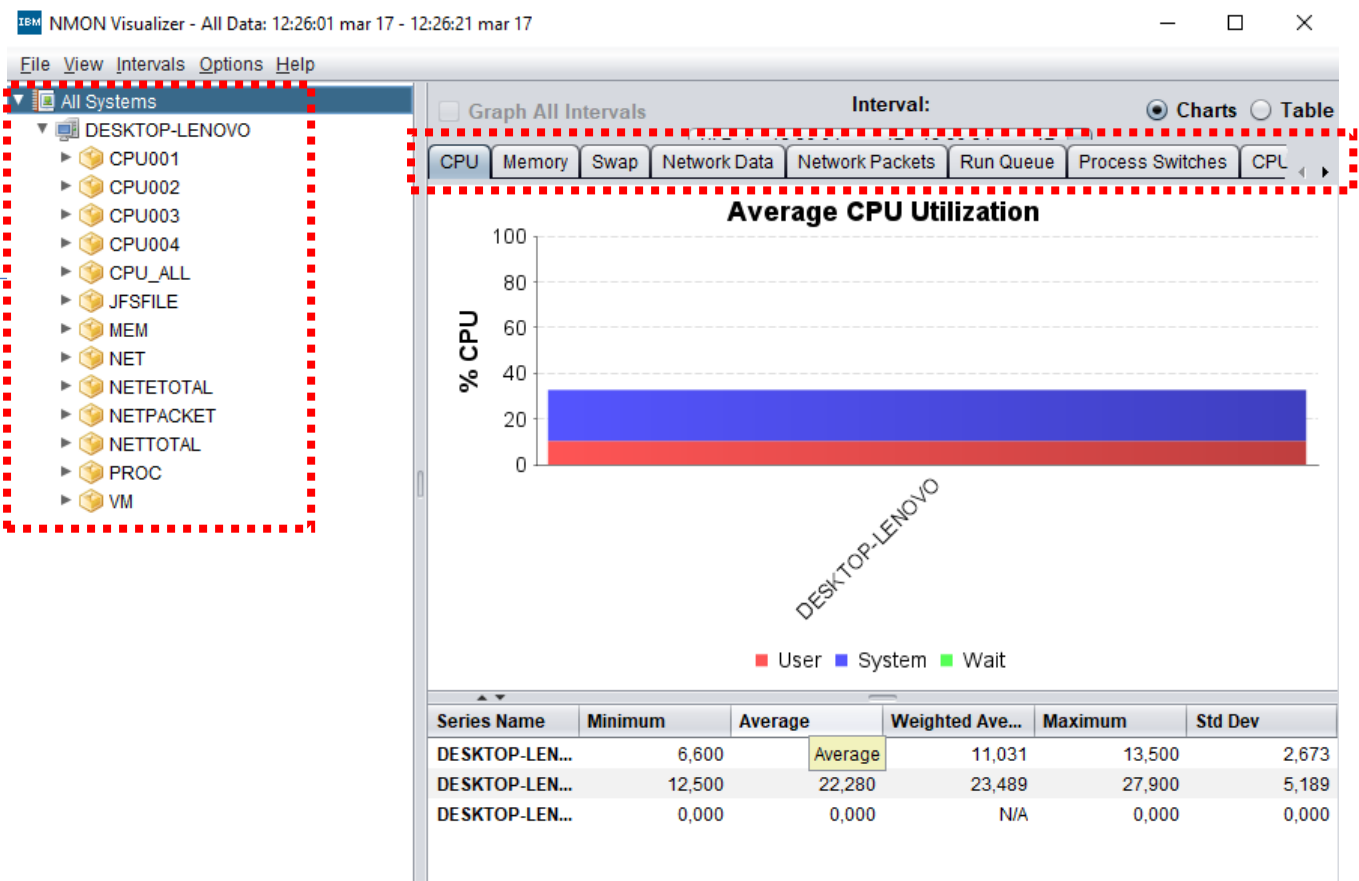 IBM NMON Visualizer - All Data: 12:26:01 mar 17 - 12:26:21 mar 17
File View Intervals Options Help
All Systems
DESKTOP-LENOVO
CPU001
CPU002
CPU003
CPU004
CPU_ALL
JFSFILE
MEM
NET
NETETOTAL
NETPACKET
NETTOTAL
PROC
VM
Graph All Intervals
Interval:
Charts Table
CPU Memory Swap Network Data Network Packets Run Queue Process Switches CPU
Average CPU Utilization
% CPU
100
80
60
40
20
0
DESKTOP-LENOVO
User System Wait
Series Name Minimum Average Weighted Ave... Maximum Std Dev
DESKTOP-LEN... 6,600 Average 11,031 13,500 2,673
DESKTOP-LEN... 12,500 22,280 23,489 27,900 5,189
DESKTOP-LEN... 0,000 0,000 N/A 0,000 0,000